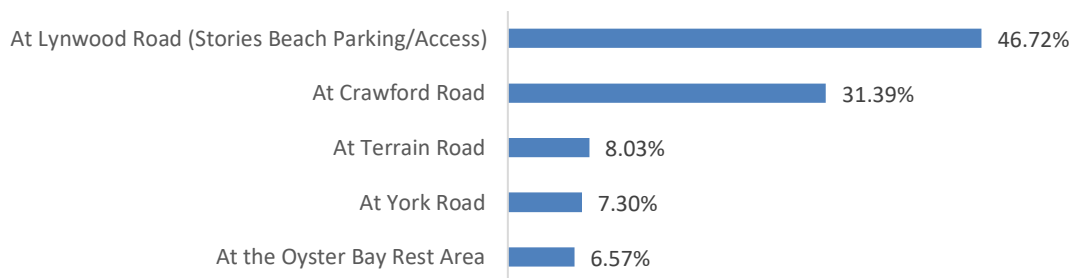 At Lynwood Road (Stories Beach Parking/Access) 46.72%
At Crawford Road 31.39%
At Terrain Road 8.03%
At York Road 7.30%
At the Oyster Bay Rest Area 6.57%